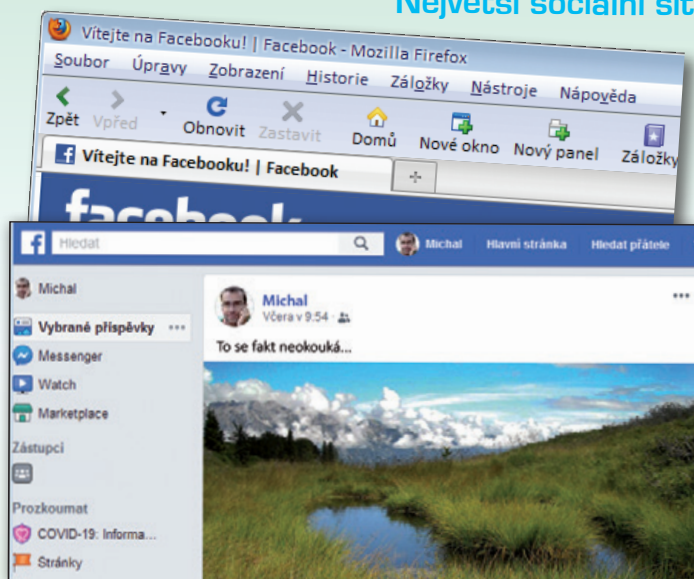 Největší sociální sít
Vítejte na Facebooku! | Facebook - Mozilla Firefox
Soubor Úpravy Zobrazení Historie Záložky Nástroje Nápověda
Zpět Vpřed Obnovit Zastavit Domů Nové okno Nový panel Záložky
Vítejte na Facebooku! | Facebook
facebook
Hledat Michal Hlavní stránka Hledat přátele
Michal
Vybrané příspěvky
Messenger
Watch
Marketplace
Zástupci
Prozkoumat
COVID-19: Informa...
Stránky
Michal
Včera v 9:54
To se fakt neokouká...